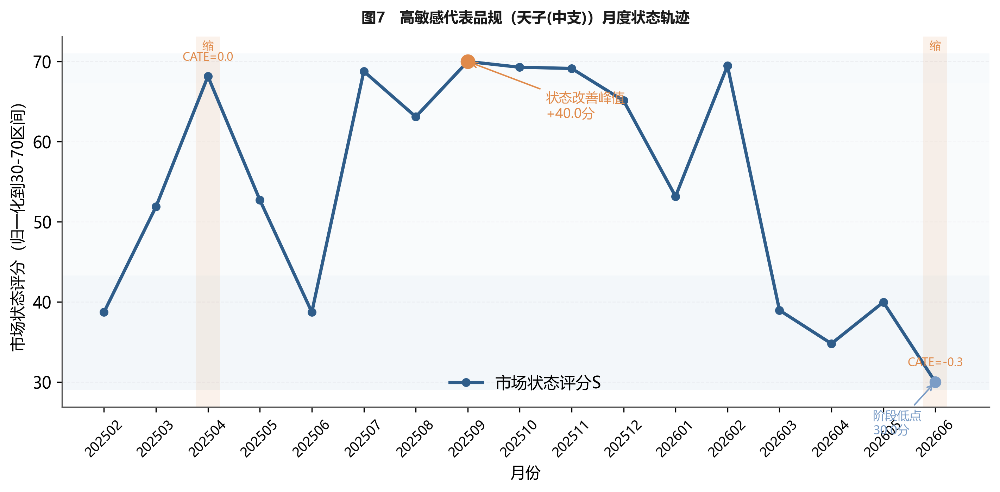 图7　高敏感代表品规（天子(中支)）月度状态轨迹
市场状态评分（归一化到30-70区间）
70
60
50
40
30
缩
CATE=0.0
状态改善峰值
+40.0分
缩
CATE=-0.3
市场状态评分S
阶段低点
30.0分
202502
202503
202504
202505
202506
202507
202508
202509
202510
202511
202512
202601
202602
202603
202604
202605
202606
月份